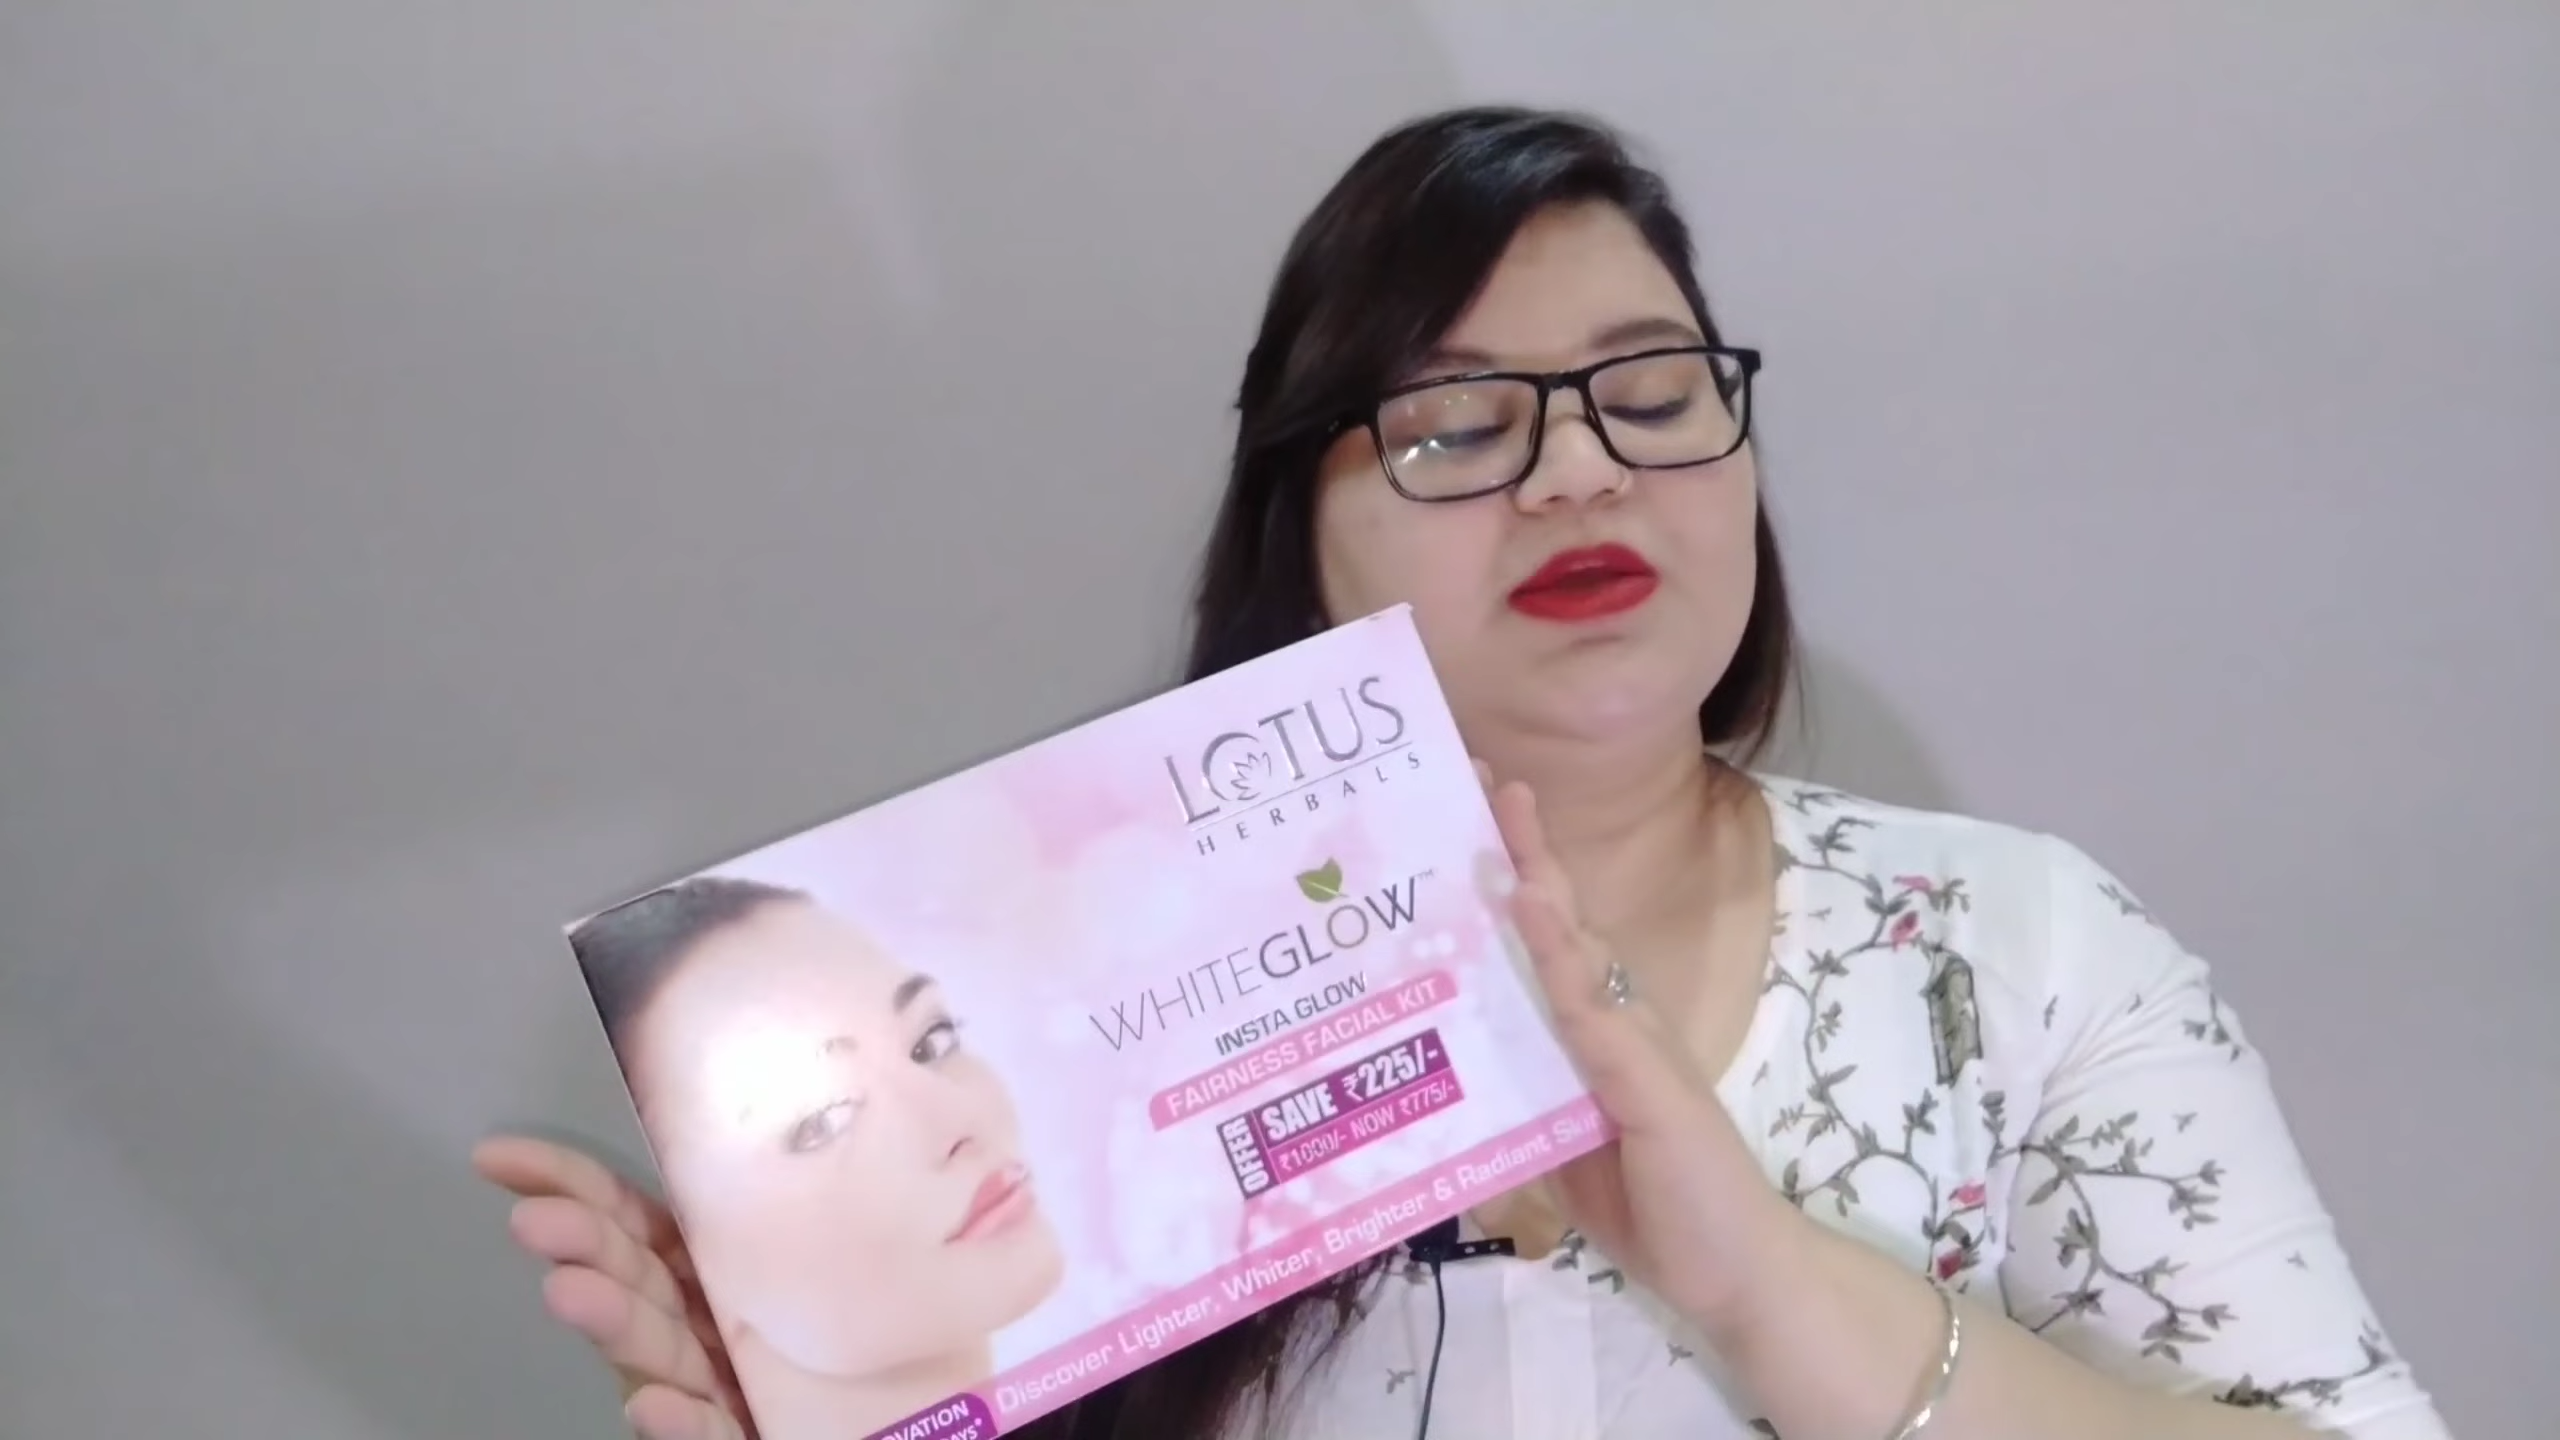 LOTUS
HERBALS
WHITEGLOW™
INSTA GLOW
FAIRNESS FACIAL KIT
OFFER
SAVE ₹225/-
₹1000/- NOW ₹775/-
Discover Lighter, Whiter, Brighter & Radiant Skin